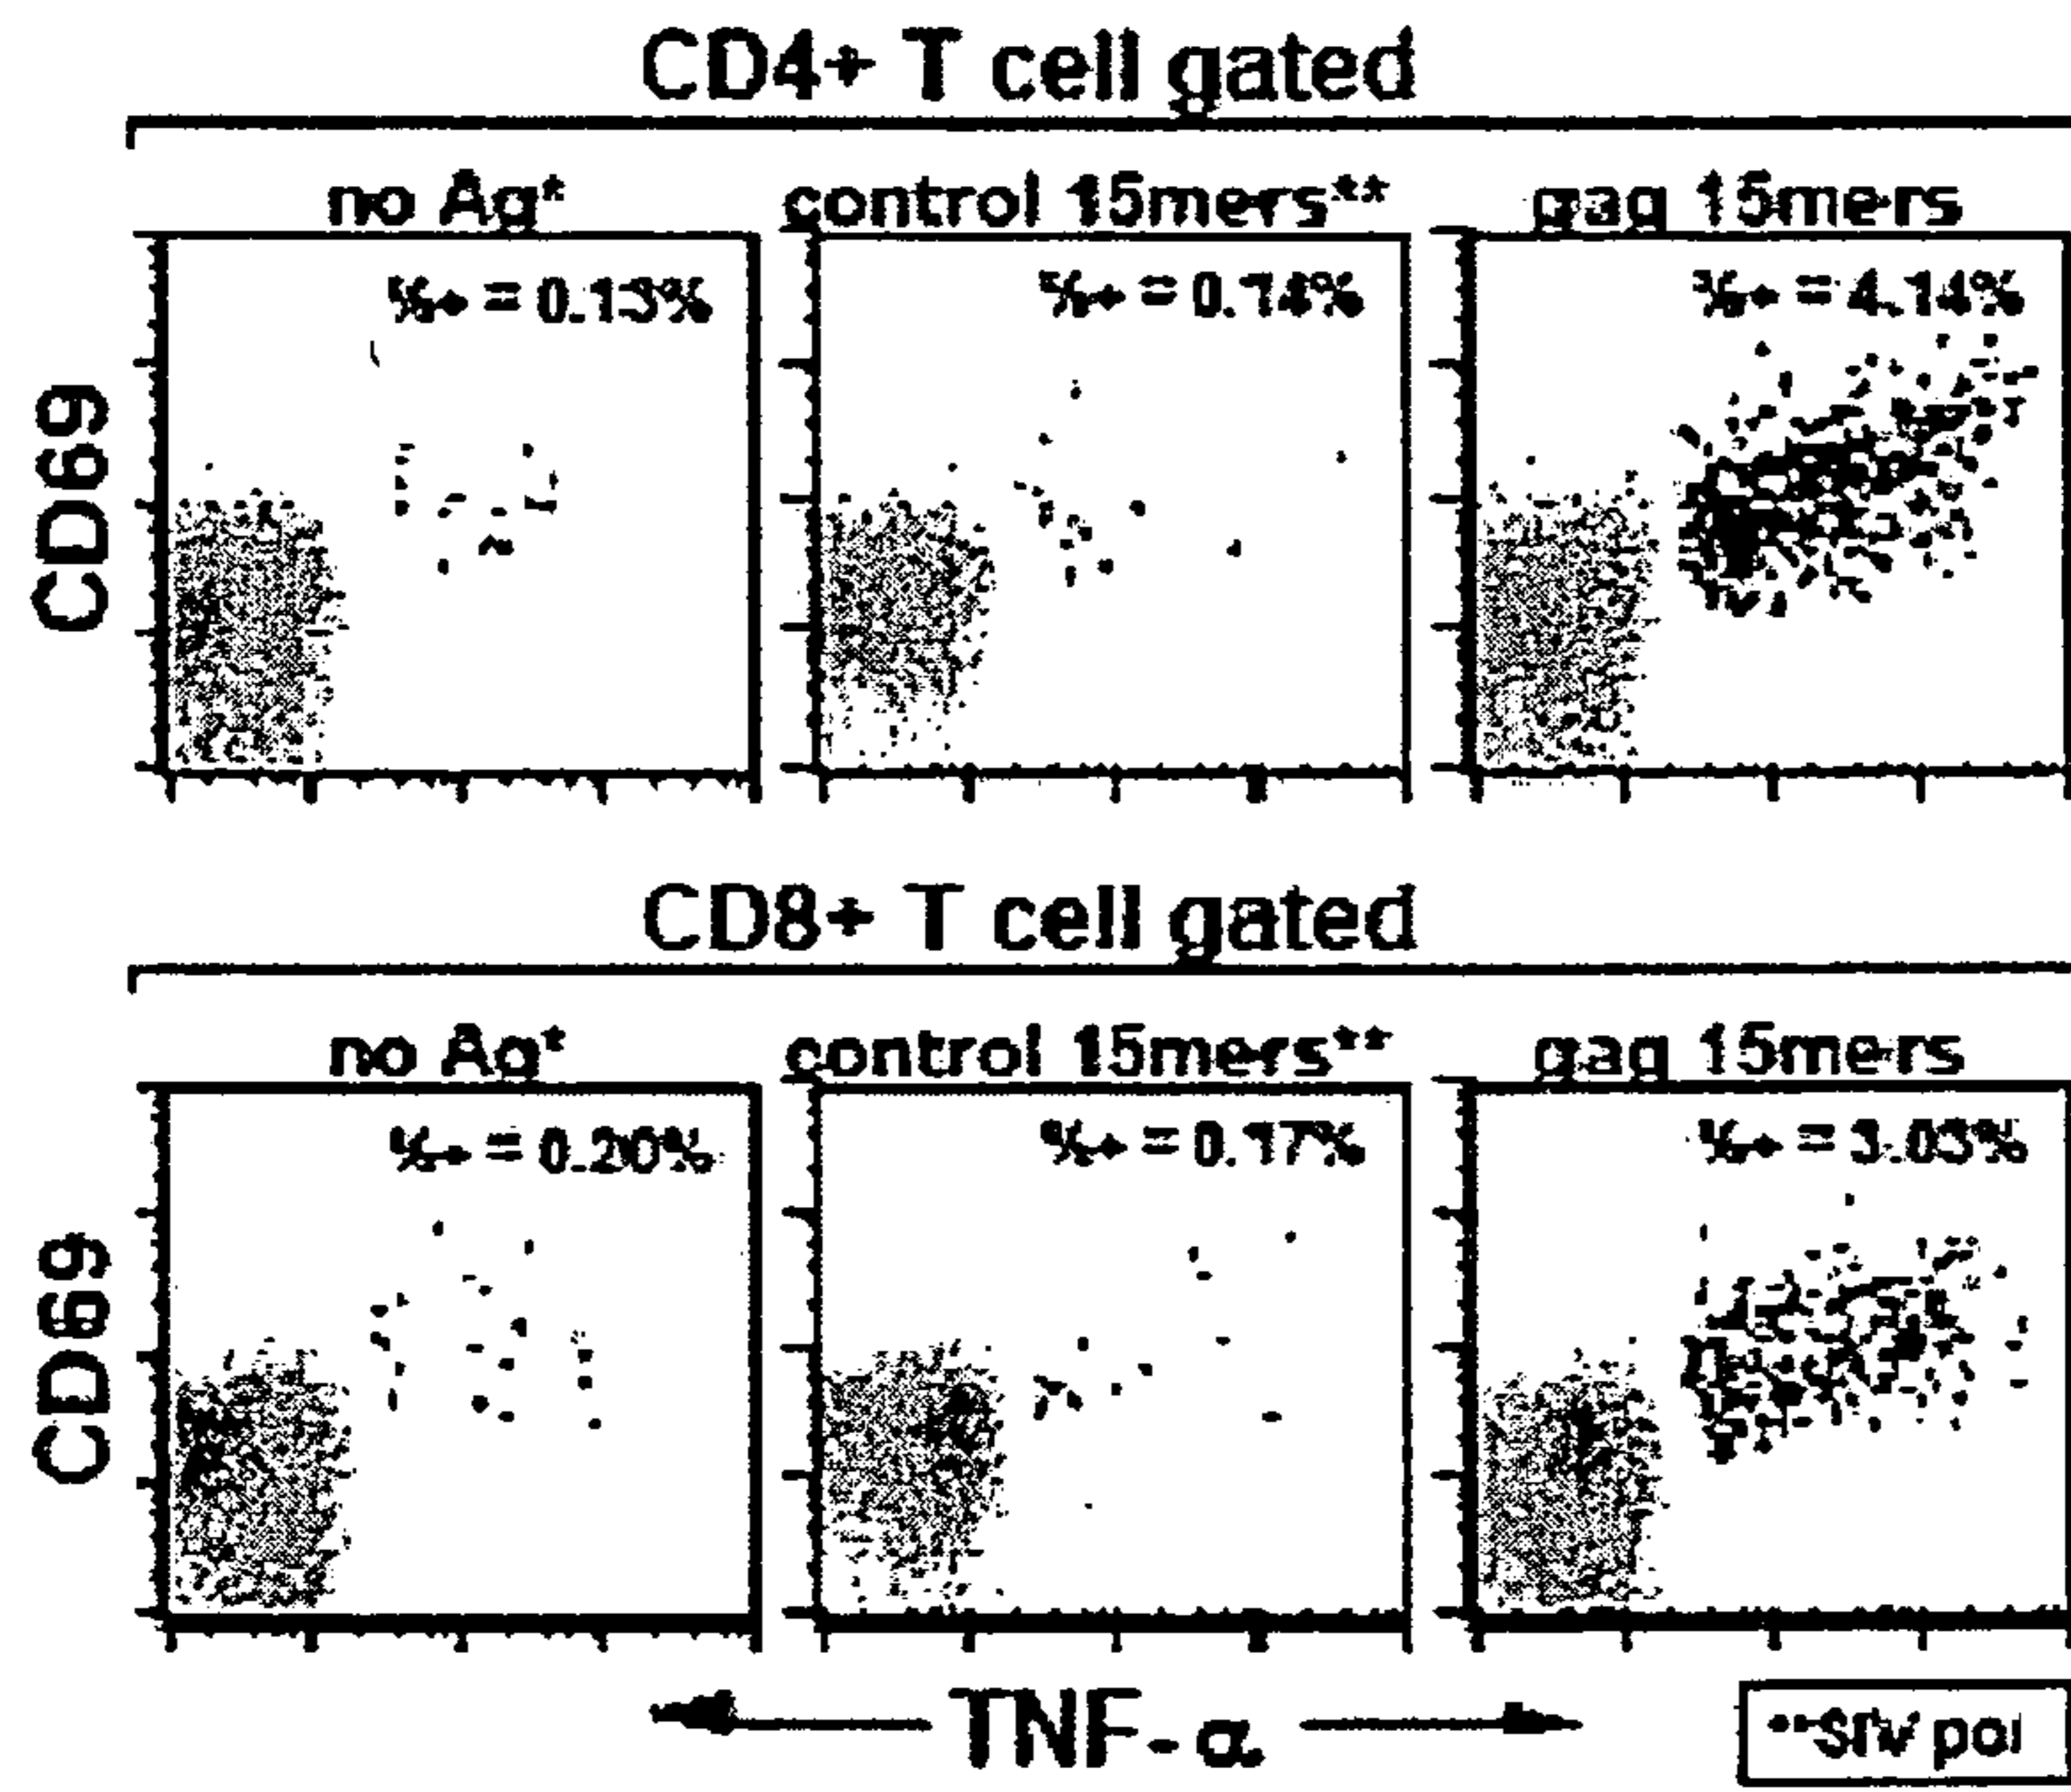 CD4+ T cell gated
no Ag* control 15mers** gag 15mers
%+ = 0.13% %+ = 0.14% %+ = 4.14%
CD69
CD8+ T cell gated
no Ag* control 15mers** gag 15mers
%+ = 0.20% %+ = 0.17% %+ = 3.03%
CD69
TNF-α
pol